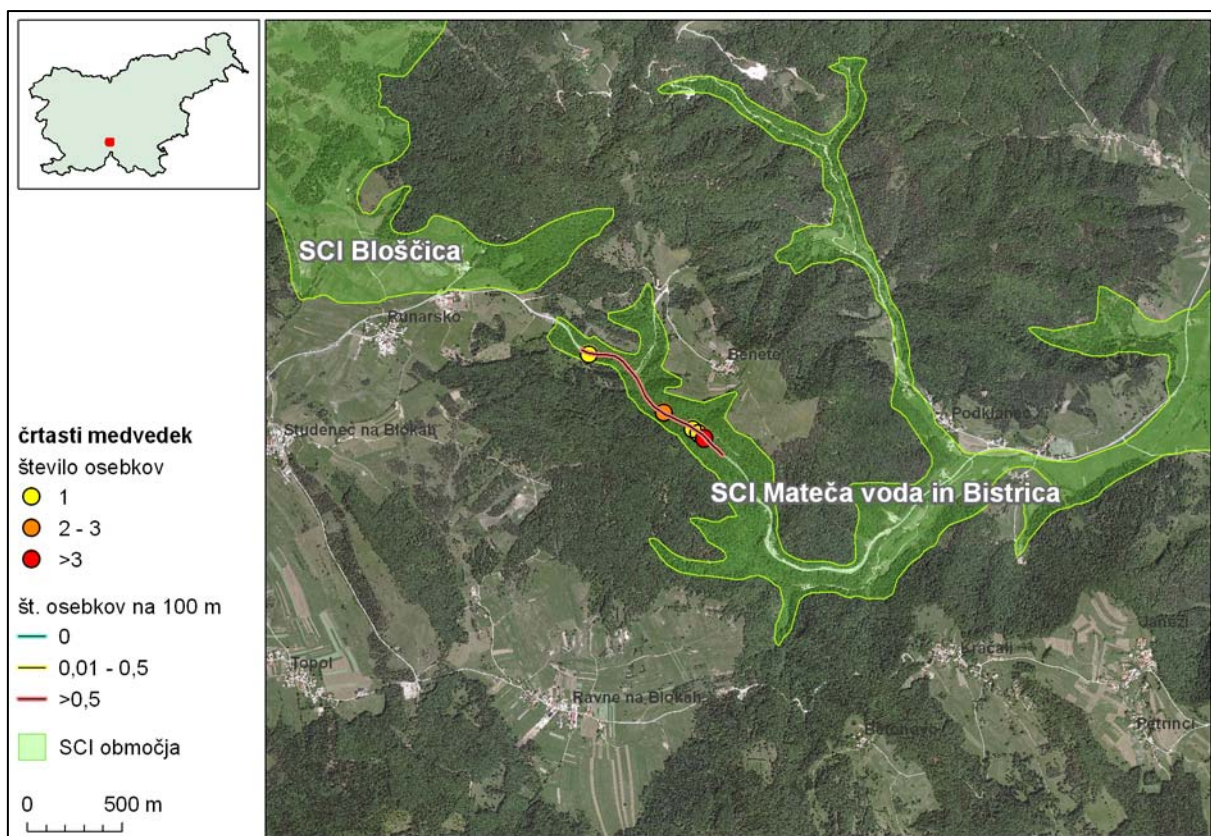 črtasti medvedek
število osebkov
1
2 - 3
>3
št. osebkov na 100 m
0
0,01 - 0,5
>0,5
SCI območja
0 500 m
SCI Bloščica
Runarsko
Benete
Studenec na Blokah
Podklanec
SCI Mateča voda in Bistrica
Topol
Ravne na Blokah
Kračali
Janeži
Petrinci